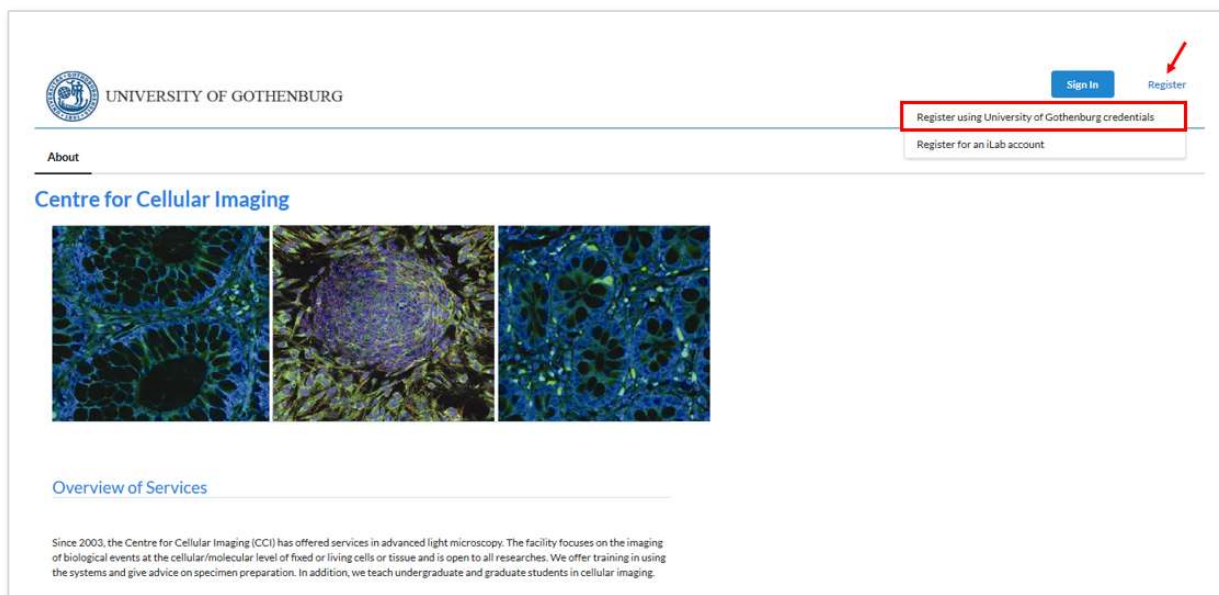 UNIVERSITY OF GOTHENBURG
Sign In
Register
Register using University of Gothenburg credentials
Register for an iLab account
About
Centre for Cellular Imaging
Overview of Services
Since 2003, the Centre for Cellular Imaging (CCI) has offered services in advanced light microscopy. The facility focuses on the imaging
of biological events at the cellular/molecular level of fixed or living cells or tissue and is open to all researches. We offer training in using
the systems and give advice on specimen preparation. In addition, we teach undergraduate and graduate students in cellular imaging.